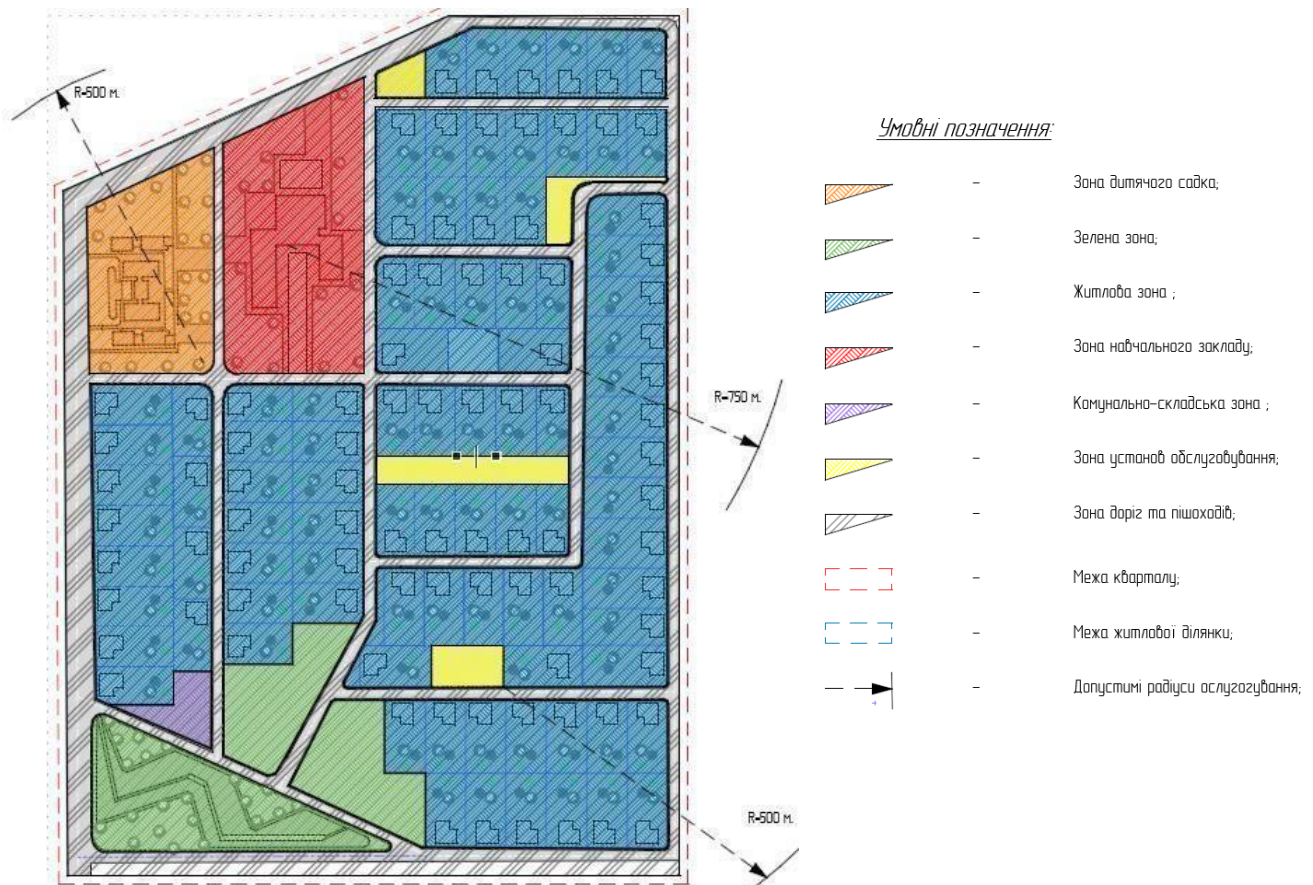 R=500 м.
Умовні позначення:
– Зона дитячого садка;
– Зелена зона;
– Житлова зона ;
– Зона навчального закладу;
– Комунально-складська зона ;
– Зона установ обслуговування;
– Зона доріг та пішоходів;
– Межа кварталу;
– Межа житлової ділянки;
– Допустимі радіуси ослугогування;
R=750 м.
R=500 м.